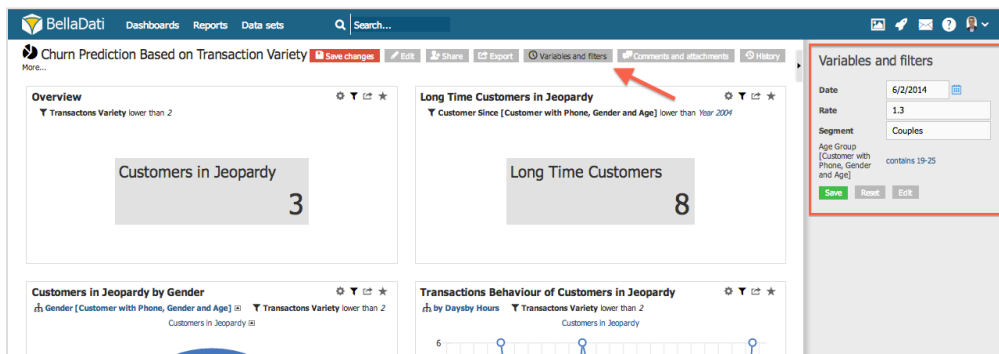 BellaDati Dashboards Reports Data sets Search...
Churn Prediction Based on Transaction Variety Save changes Edit Share Export Variables and filters Comments and attachments History
More...
Overview
Transactons Variety lower than 2
Customers in Jeopardy
3
Long Time Customers in Jeopardy
Customer Since [Customer with Phone, Gender and Age] lower than Year 2004
Long Time Customers
8
Customers in Jeopardy by Gender
Gender [Customer with Phone, Gender and Age] Transactons Variety lower than 2
Customers in Jeopardy
Transactions Behaviour of Customers in Jeopardy
by Daysby Hours Transactons Variety lower than 2
Customers in Jeopardy
6
Variables and filters
Date 6/2/2014
Rate 1.3
Segment Couples
Age Group
[Customer with
Phone, Gender contains 19-25
and Age]
Save Reset Edit